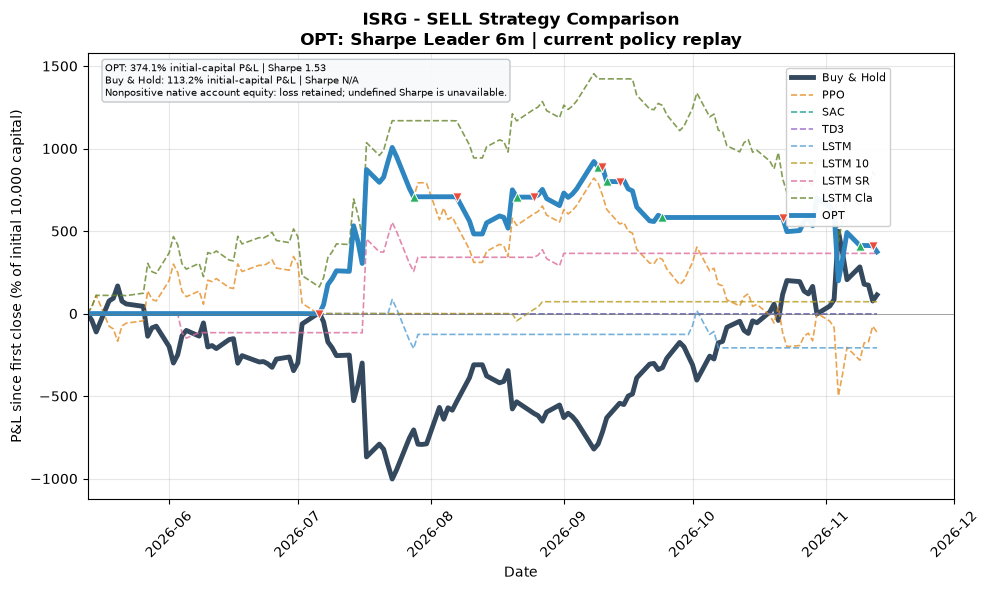 ISRG - SELL Strategy Comparison
OPT: Sharpe Leader 6m | current policy replay
OPT: 374.1% initial-capital P&L | Sharpe 1.53
Buy & Hold: 113.2% initial-capital P&L | Sharpe N/A
Nonpositive native account equity: loss retained; undefined Sharpe is unavailable.
Buy & Hold
PPO
SAC
TD3
LSTM
LSTM 10
LSTM SR
LSTM Cla
OPT
P&L since first close (% of initial 10,000 capital)
1500
1000
500
0
−500
−1000
2026-06
2026-07
2026-08
2026-09
2026-10
2026-11
2026-12
Date